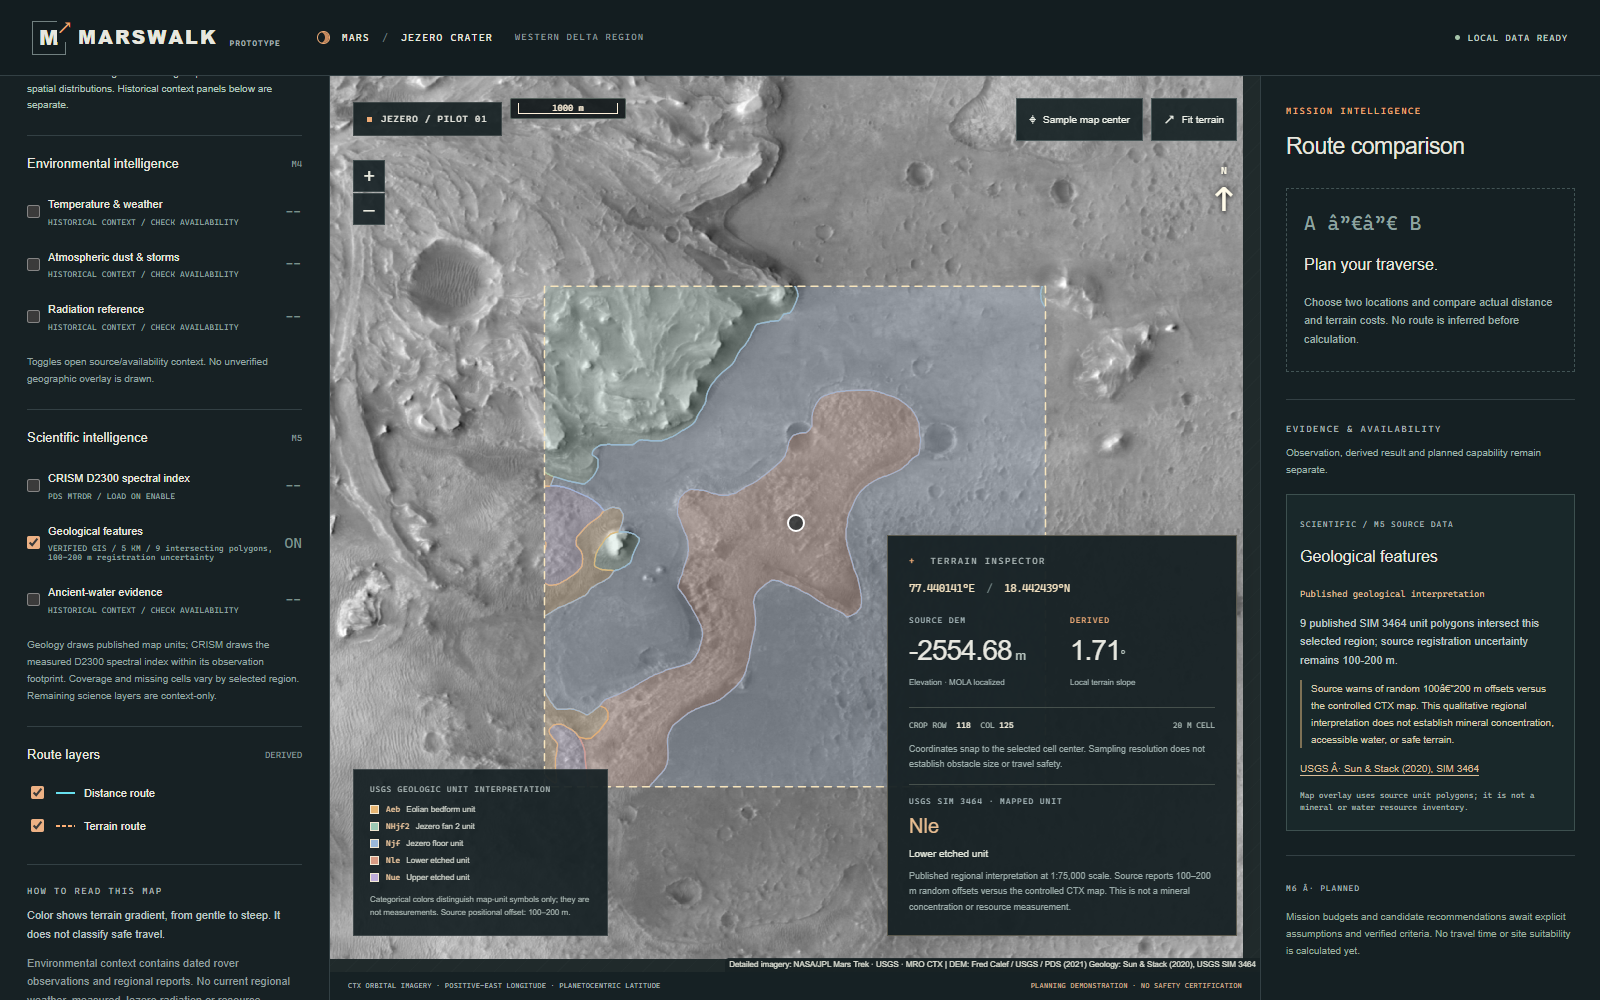 M MARSWALK PROTOTYPE
MARS / JEZERO CRATER WESTERN DELTA REGION
LOCAL DATA READY
spatial distributions. Historical context panels below are
separate.
Environmental intelligence M4
Temperature & weather --
HISTORICAL CONTEXT / CHECK AVAILABILITY
Atmospheric dust & storms --
HISTORICAL CONTEXT / CHECK AVAILABILITY
Radiation reference --
HISTORICAL CONTEXT / CHECK AVAILABILITY
Toggles open source/availability context. No unverified
geographic overlay is drawn.
Scientific intelligence M5
CRISM D2300 spectral index --
PDS MTRDR / LOAD ON ENABLE
Geological features ON
VERIFIED GIS / 5 KM / 9 intersecting polygons,
100-200 m registration uncertainty
Ancient-water evidence --
HISTORICAL CONTEXT / CHECK AVAILABILITY
Geology draws published map units; CRISM draws the
measured D2300 spectral index within its observation
footprint. Coverage and missing cells vary by selected region.
Remaining science layers are context-only.
Route layers DERIVED
Distance route
Terrain route
HOW TO READ THIS MAP
Color shows terrain gradient, from gentle to steep. It
does not classify safe travel.
Environmental context contains dated rover
observations and regional reports. No current regional
JEZERO / PILOT 01
1000 m
Sample map center
Fit terrain
+
−
N
USGS GEOLOGIC UNIT INTERPRETATION
Aeb Eolian bedform unit
NHjf2 Jezero fan 2 unit
Njf Jezero floor unit
Nle Lower etched unit
Nue Upper etched unit
Categorical colors distinguish map-unit symbols only; they are
not measurements. Source positional offset: 100–200 m.
+ TERRAIN INSPECTOR
77.440141°E / 18.442439°N
SOURCE DEM DERIVED
-2554.68 m 1.71°
Elevation · MOLA localized Local terrain slope
CROP ROW 118 COL 125 20 M CELL
Coordinates snap to the selected cell center. Sampling resolution does not
establish obstacle size or travel safety.
USGS SIM 3464 · MAPPED UNIT
Nle
Lower etched unit
Published regional interpretation at 1:75,000 scale. Source reports 100–200
m random offsets versus the controlled CTX map. This is not a mineral
concentration or resource measurement.
Detailed imagery: NASA/JPL Mars Trek · USGS · MRO CTX | DEM: Fred Calef / USGS / PDS (2021) Geology: Sun & Stack (2020), USGS SIM 3464
CTX ORBITAL IMAGERY · POSITIVE-EAST LONGITUDE · PLANETOCENTRIC LATITUDE
PLANNING DEMONSTRATION · NO SAFETY CERTIFICATION
MISSION INTELLIGENCE
Route comparison
A â”€â”€ B
Plan your traverse.
Choose two locations and compare actual distance
and terrain costs. No route is inferred before
calculation.
EVIDENCE & AVAILABILITY
Observation, derived result and planned capability remain
separate.
SCIENTIFIC / M5 SOURCE DATA
Geological features
Published geological interpretation
9 published SIM 3464 unit polygons intersect this
selected region; source registration uncertainty
remains 100-200 m.
Source warns of random 100â€“200 m offsets versus
the controlled CTX map. This qualitative regional
interpretation does not establish mineral concentration,
accessible water, or safe terrain.
USGS Â· Sun & Stack (2020), SIM 3464
Map overlay uses source unit polygons; it is not a
mineral or water resource inventory.
M6 Â· PLANNED
Mission budgets and candidate recommendations await explicit
assumptions and verified criteria. No travel time or site suitability
is calculated yet.